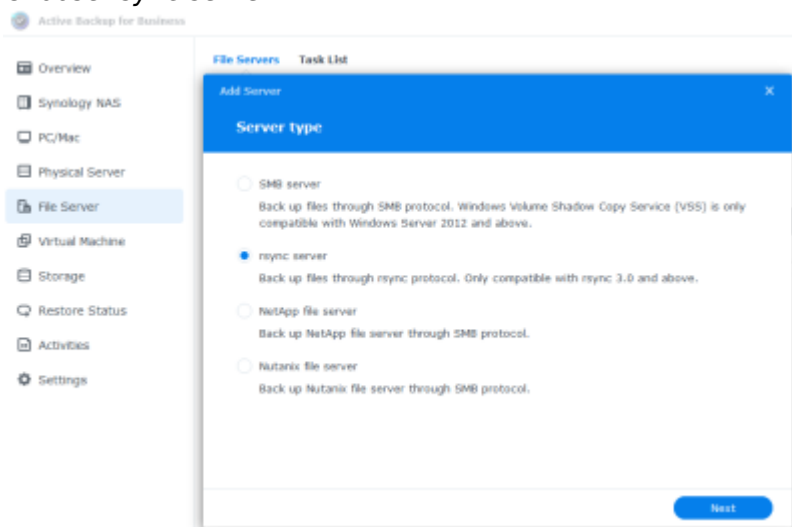 Active Backup for Business
Overview
Synology NAS
PC/Mac
Physical Server
File Server
Virtual Machine
Storage
Restore Status
Activities
Settings
File Servers Task List
Add Server
Server type
SMB server
Back up files through SMB protocol. Windows Volume Shadow Copy Service (VSS) is only
compatible with Windows Server 2012 and above.
rsync server
Back up files through rsync protocol. Only compatible with rsync 3.0 and above.
NetApp file server
Back up NetApp file server through SMB protocol.
Nutanix file server
Back up Nutanix file server through SMB protocol.
Next